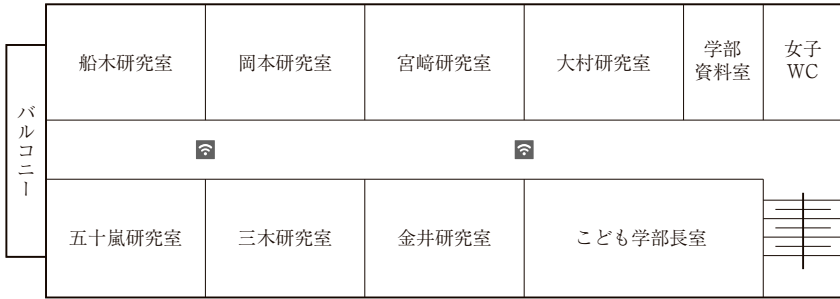 船木研究室
岡本研究室
宮﨑研究室
大村研究室
学部
資料室
女子
WC
バルコニー
五十嵐研究室
三木研究室
金井研究室
こども学部長室